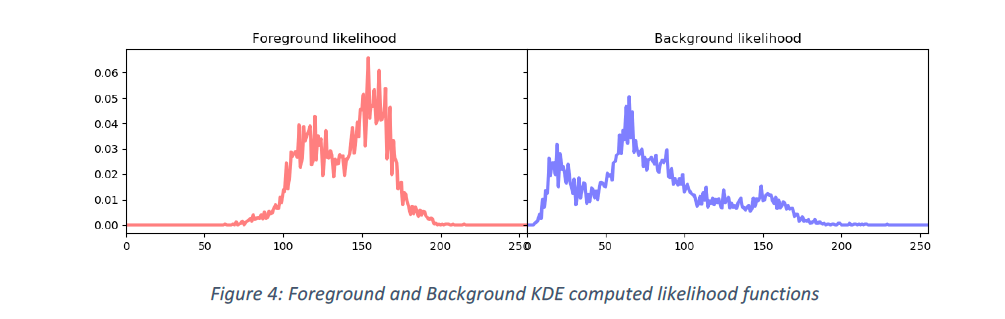 Foreground likelihood
Background likelihood
0.06
0.05
0.04
0.03
0.02
0.01
0.00
0 50 100 150 200 250
0 50 100 150 200 250
Figure 4: Foreground and Background KDE computed likelihood functions